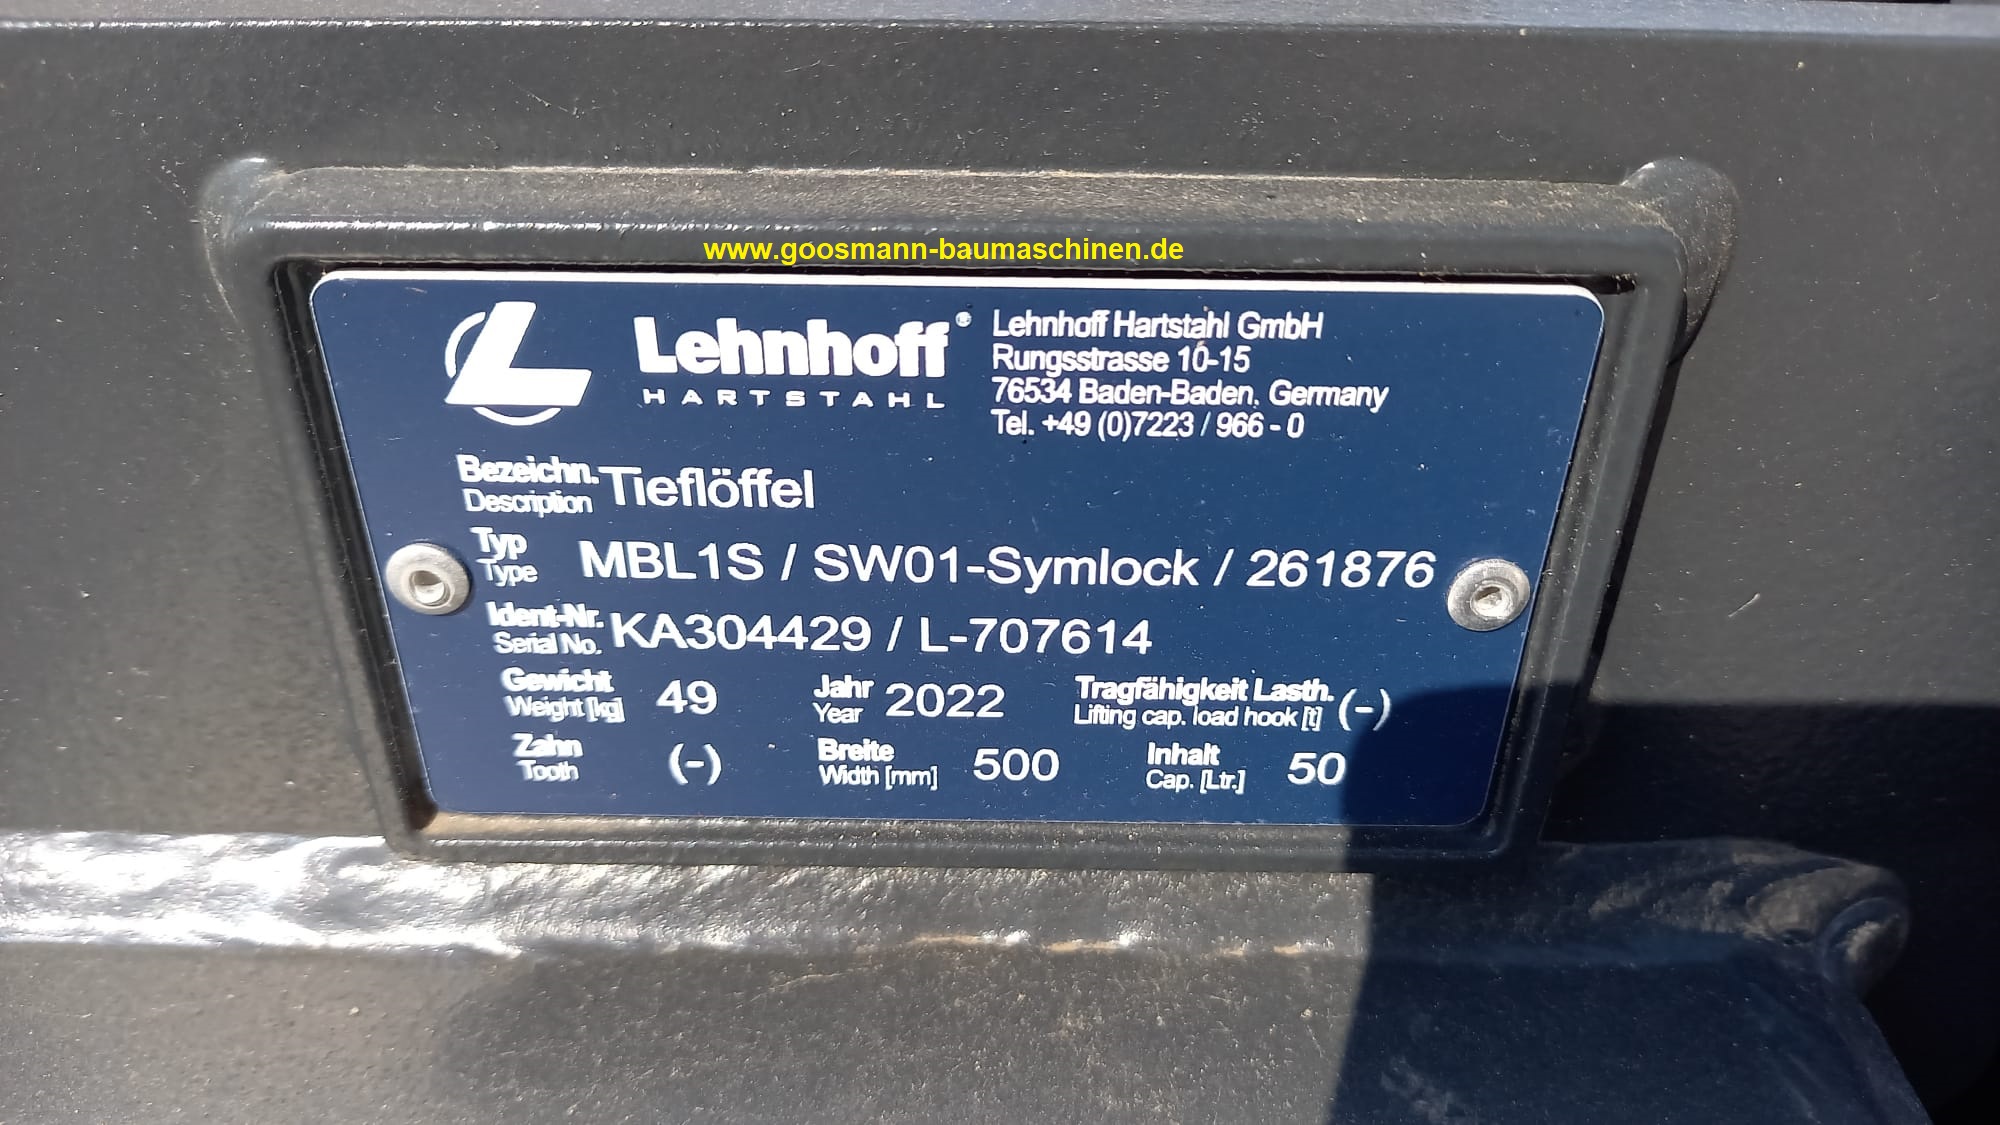 www.goosmann-baumaschinen.de
L Lehnhoff®
HARTSTAHL
Lehnhoff Hartstahl GmbH
Rungsstrasse 10-15
76534 Baden-Baden, Germany
Tel. +49 (0)7223 / 966 - 0
Bezeichn. Tieflöffel
Description
Typ MBL1S / SW01-Symlock / 261876
Type
Ident-Nr. KA304429 / L-707614
Serial No.
Gewicht 49 Jahr 2022 Tragfähigkeit Lasth. (-)
Weight [kg] Year Lifting cap. load hook [t]
Zahn (-) Breite 500 Inhalt 50
Tooth Width [mm] Cap. [Ltr.]